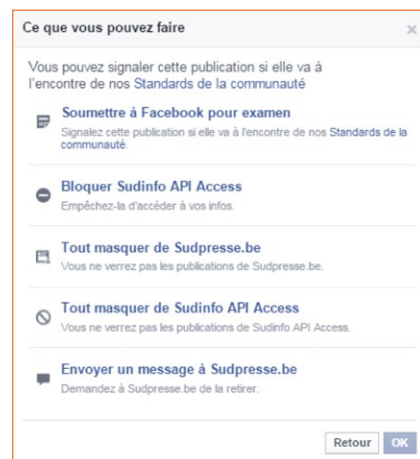 Ce que vous pouvez faire
Vous pouvez signaler cette publication si elle va à
l'encontre de nos Standards de la communauté
Soumettre à Facebook pour examen
Signalez cette publication si elle va à l'encontre de nos Standards de la
communauté.
Bloquer Sudinfo API Access
Empêchez-la d'accéder à vos infos.
Tout masquer de Sudpresse.be
Vous ne verrez pas les publications de Sudpresse.be.
Tout masquer de Sudinfo API Access
Vous ne verrez pas les publications de Sudinfo API Access.
Envoyer un message à Sudpresse.be
Demandez à Sudpresse.be de la retirer.
Retour OK